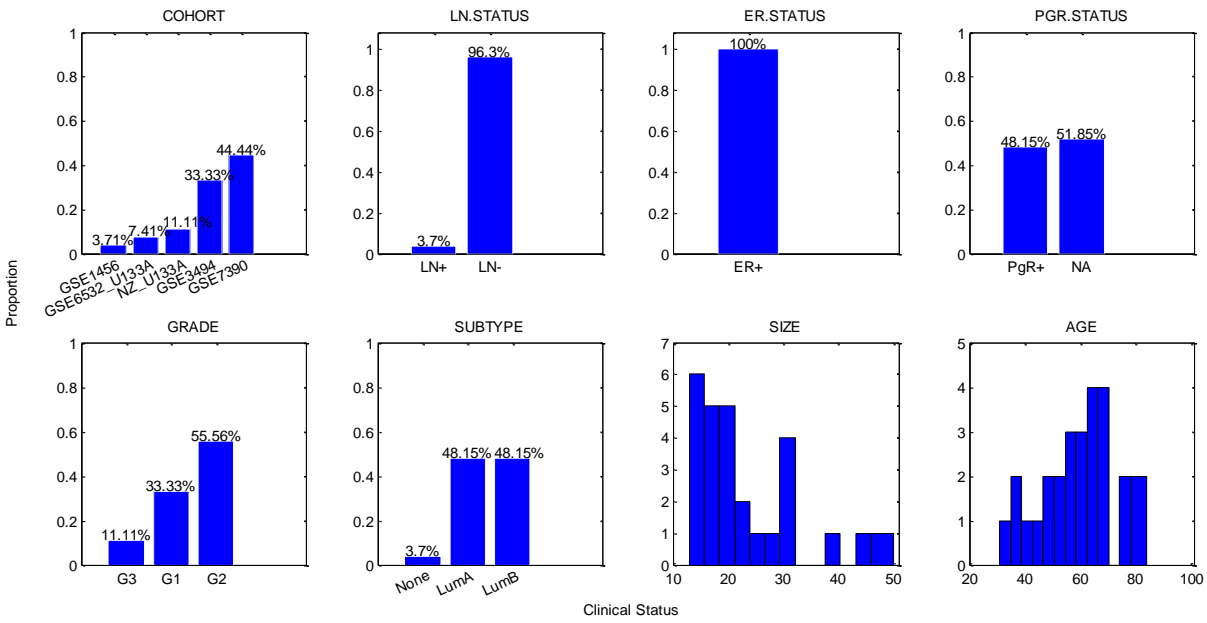 COHORT
LN.STATUS
ER.STATUS
PGR.STATUS
1
0.8
0.6
0.4
0.2
0
3.71%
7.41%
11.11%
33.33%
44.44%
GSE1456
GSE6532_U133A
NZ_U133A
GSE3494
GSE7390
1
0.8
0.6
0.4
0.2
0
3.7%
96.3%
LN+
LN-
1
0.8
0.6
0.4
0.2
0
100%
ER+
1
0.8
0.6
0.4
0.2
0
48.15%
51.85%
PgR+
NA
Proportion
GRADE
SUBTYPE
SIZE
AGE
1
0.8
0.6
0.4
0.2
0
11.11%
33.33%
55.56%
G3
G1
G2
1
0.8
0.6
0.4
0.2
0
3.7%
48.15%
48.15%
None
LumA
LumB
7
6
5
4
3
2
1
0
10
20
30
40
50
5
4
3
2
1
0
20
40
60
80
100
Clinical Status